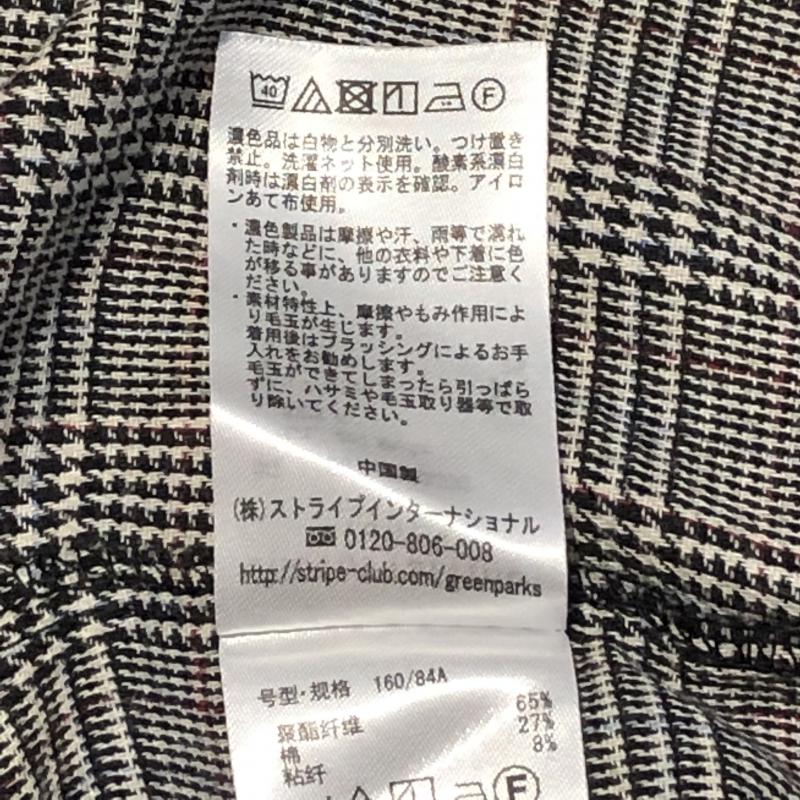 40 F
濃色品は白物と分別洗い。つけ置き
禁止。洗濯ネット使用。酸素系漂白
剤時は漂白剤の表示を確認。アイロ
ンあて布使用。
・濃色製品は摩擦や汗、雨等で濡れ
た時などに、他の衣料や下着に色
が移る事がありますのでご注意く
ださい。
・素材特性上、摩擦やもみ作用によ
り毛玉が生じます。
着用後はブラッシングによるお手
入れをお勧めします。
毛玉ができてしまったら引っぱら
ずに、ハサミや毛玉取り器等で取
り除いてください。
中国製
(株)ストライプインターナショナル
0120-806-008
http://stripe-club.com/greenparks
号型·规格 160/84A
聚酯纤维 65%
棉 27%
粘纤 8%
F